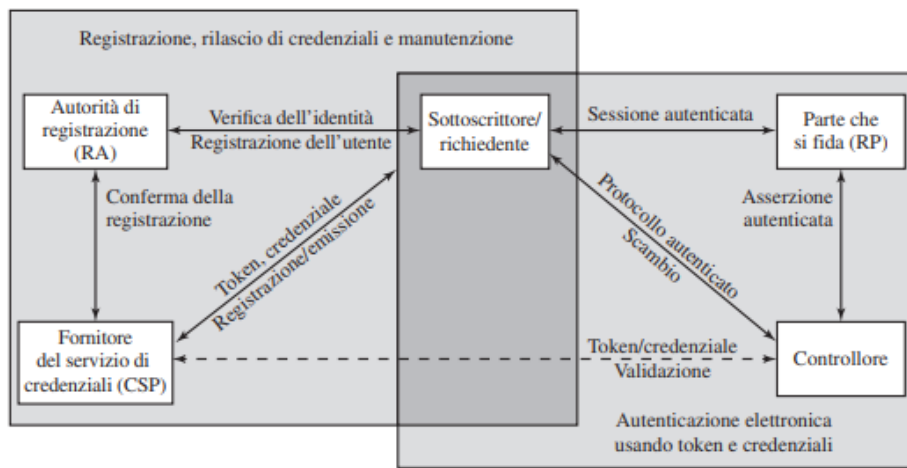 Registrazione, rilascio di credenziali e manutenzione
Autorità di
registrazione
(RA)
Verifica dell’identità
Registrazione dell’utente
Sottoscrittore/
richiedente
Sessione autenticata
Parte che
si fida (RP)
Conferma della
registrazione
Token, credenziale
Registrazione/emissione
Protocollo autenticato
Scambio
Asserzione
autenticata
Fornitore
del servizio di
credenziali (CSP)
Token/credenziale
Validazione
Controllore
Autenticazione elettronica
usando token e credenziali